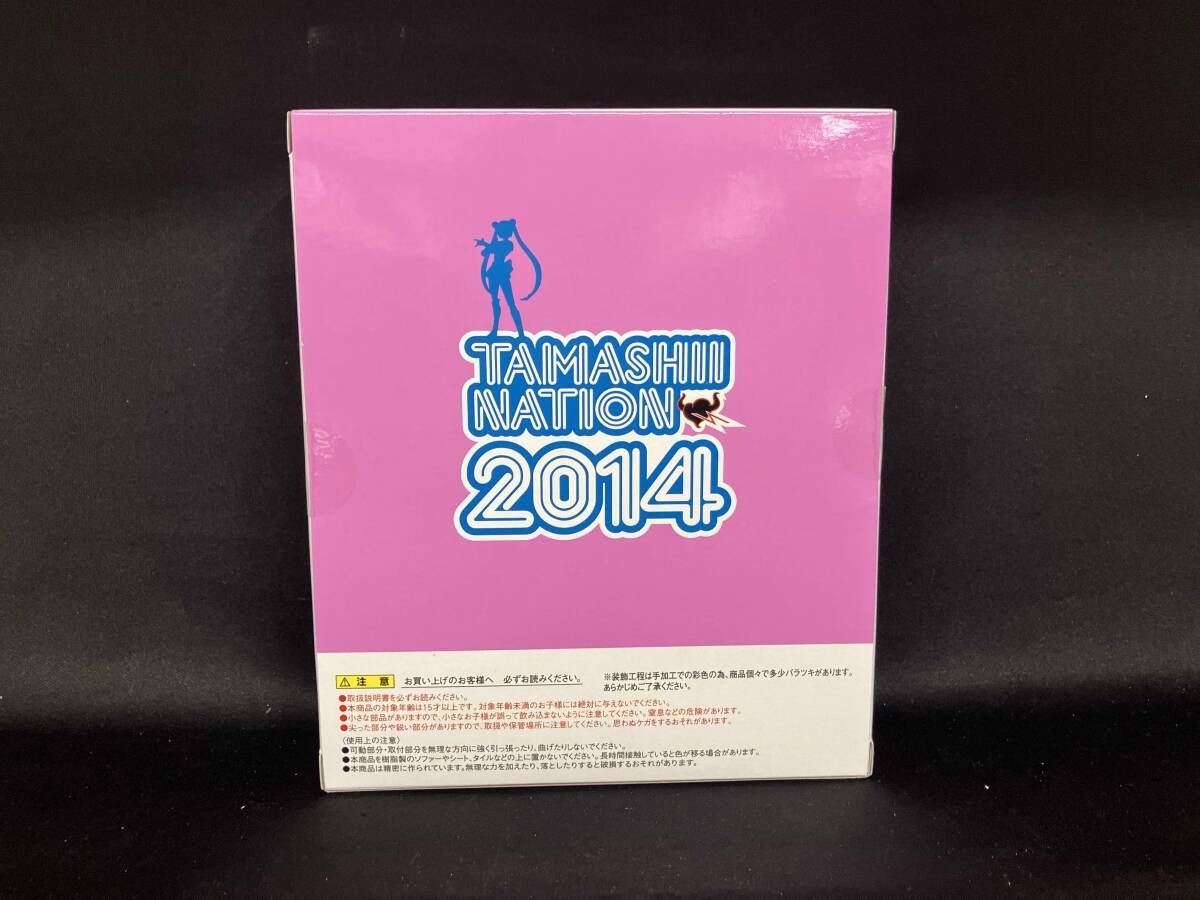 TAMASHII
NATION
2014
注 意 お買い上げのお客様へ 必ずお読みください。
※装飾工程は手加工での彩色の為、商品個々で多少バラツキがあります。
あらかじめご了承ください。
●取扱説明書を必ずお読みください。
●本商品の対象年齢は15才以上です。対象年齢未満のお子様には絶対に与えないでください。
●小さな部品がありますので、小さなお子様が誤って飲み込まないように注意してください。窒息などの危険があります。
●尖った部分や鋭い部分がありますので、取扱や保管場所に注意してください。思わぬケガをするおそれがあります。
〈使用上の注意〉
●可動部分・取付部分を無理な方向に強く引っ張ったり、曲げたりしないでください。
●本商品を樹脂製のソファーやシート、タイルなどの上に置かないでください。長時間接触していると色が移る場合があります。
●本商品は精密に作られています。無理な力を加えたり、落としたりすると破損するおそれがあります。